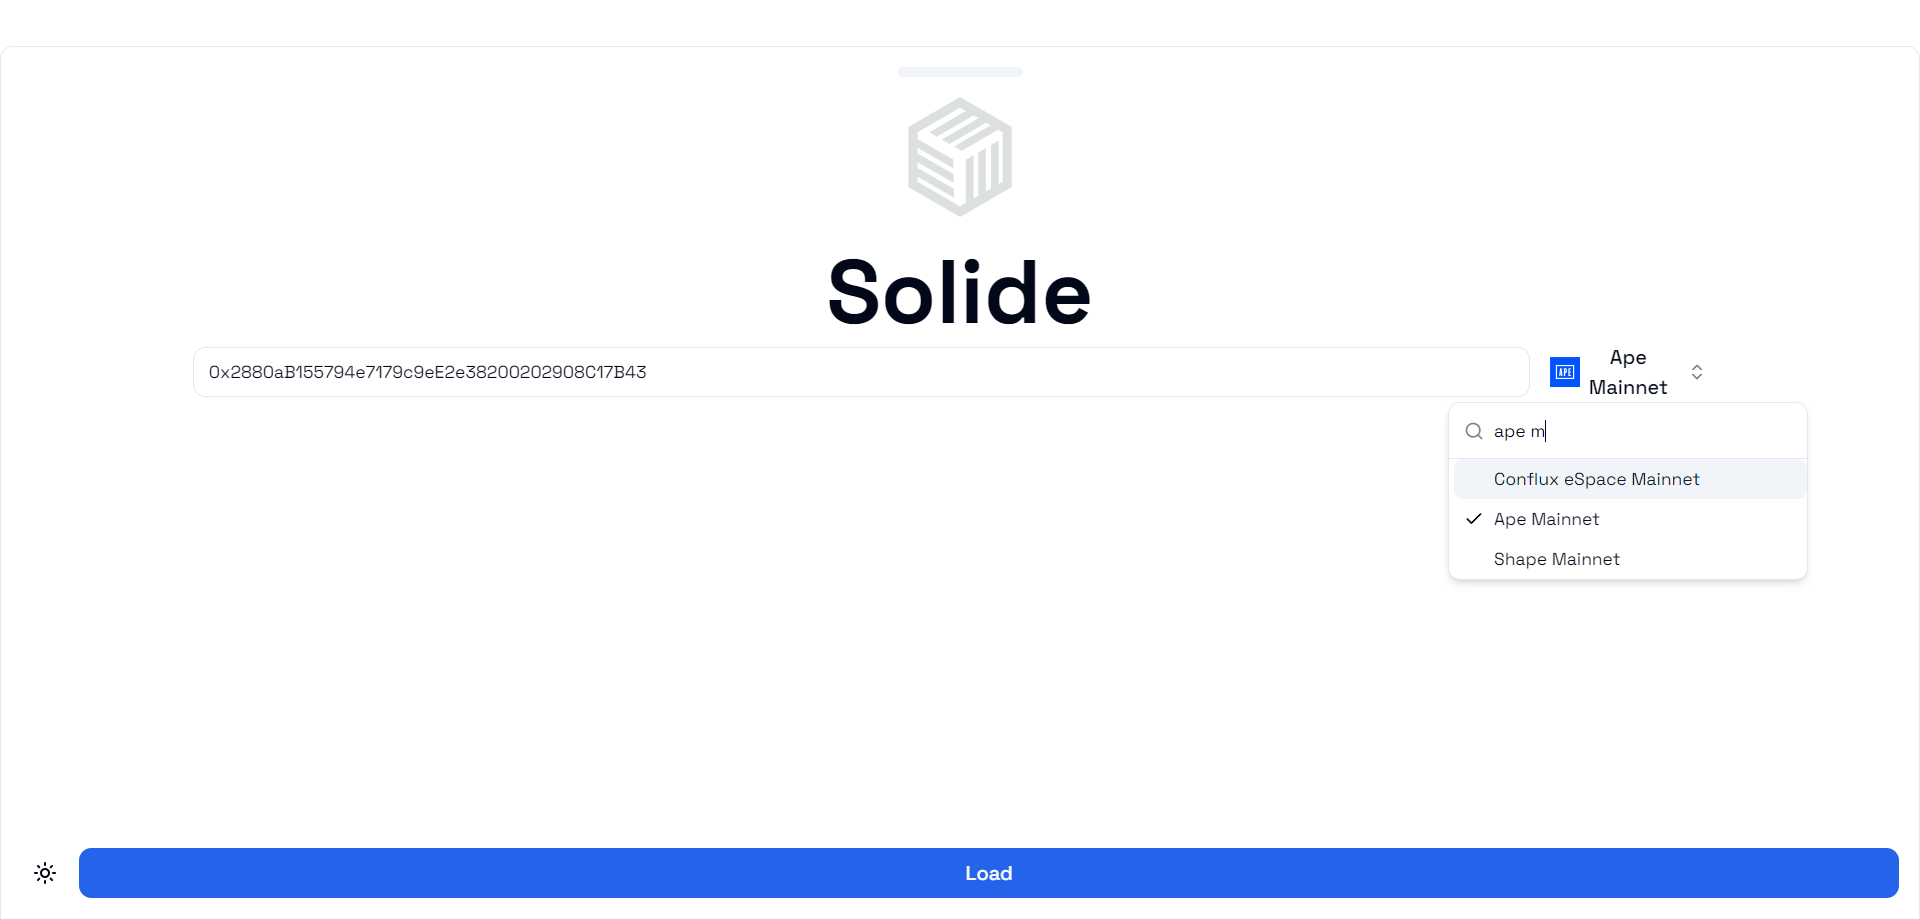 Solide
0x2880aB155794e7179c9eE2e38200202908C17B43
APE
Ape
Mainnet
ape m
Conflux eSpace Mainnet
Ape Mainnet
Shape Mainnet
Load